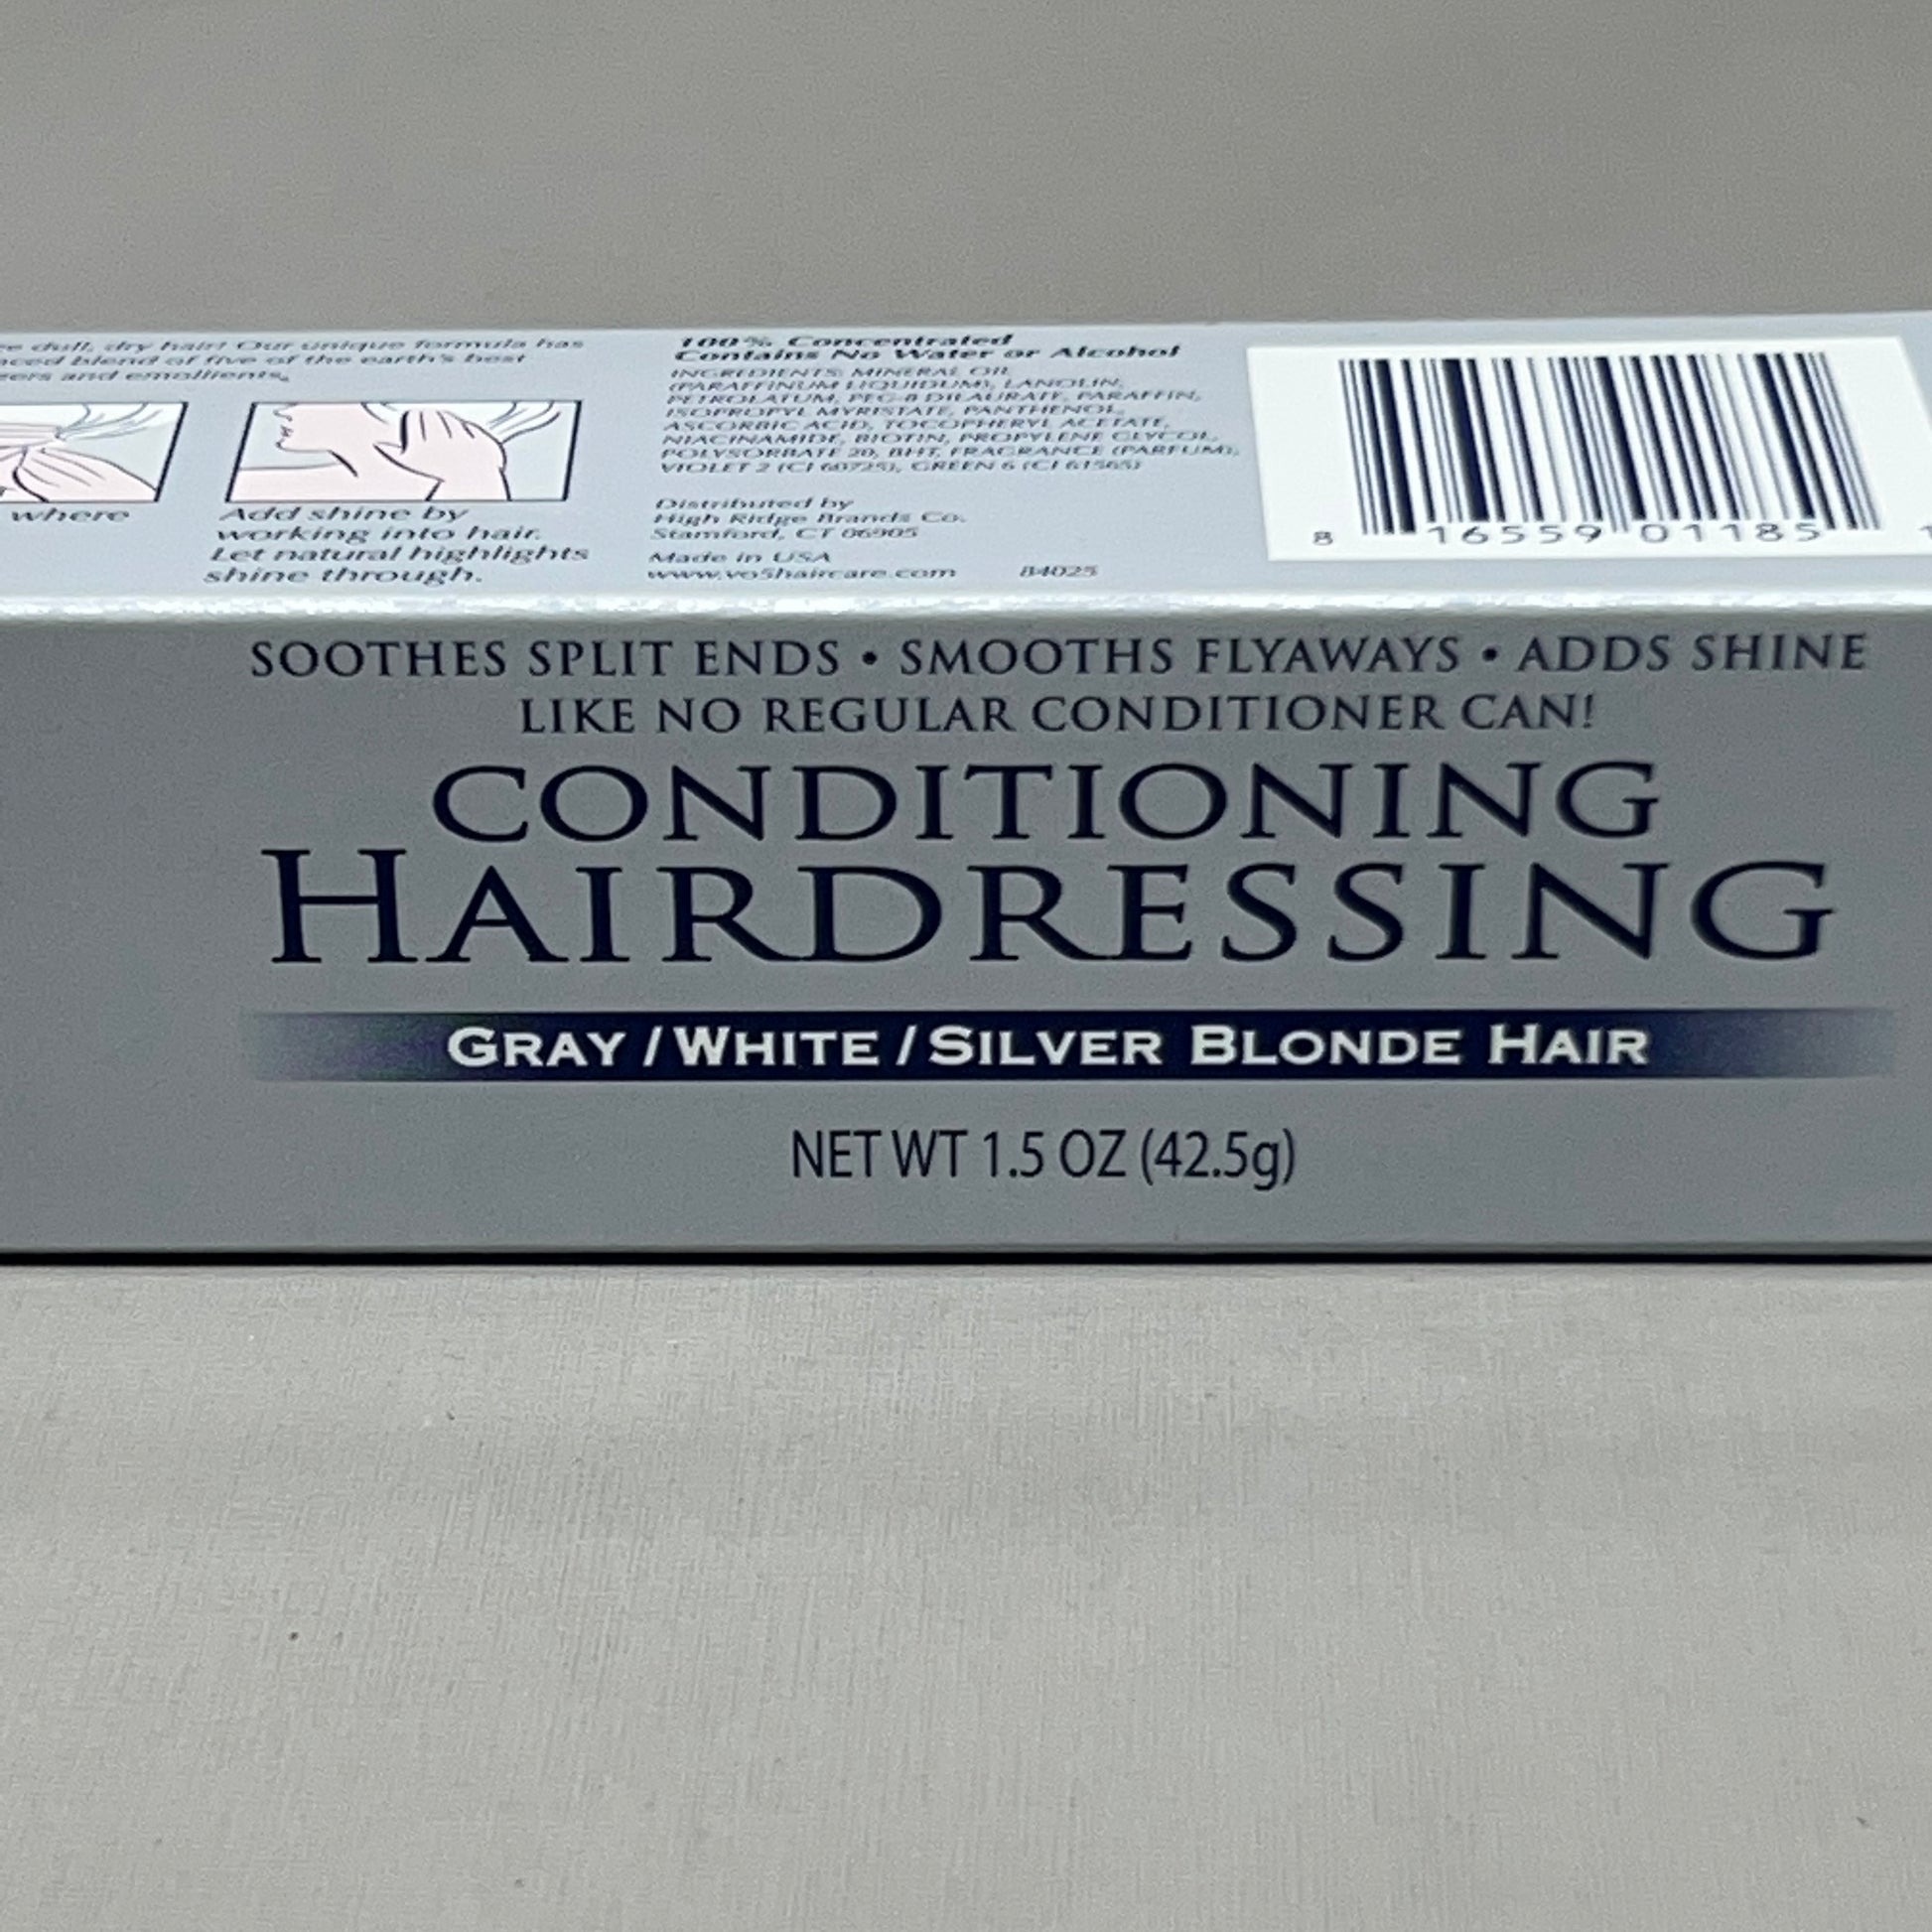 e dull, dry hair! Our unique formula has
aced blend of five of the earth's best
ers and emollients.
where
Add shine by
working into hair.
Let natural highlights
shine through.
100% Concentrated
Contains No Water or Alcohol
INGREDIENTS: MINERAL OIL
(PARAFFINUM LIQUIDUM), LANOLIN,
PETROLATUM, PEG-8 DILAURATE, PARAFFIN,
ISOPROPYL MYRISTATE, PANTHENOL,
ASCORBIC ACID, TOCOPHERYL ACETATE,
NIACINAMIDE, BIOTIN, PROPYLENE GLYCOL,
POLYSORBATE 20, BHT, FRAGRANCE (PARFUM),
VIOLET 2 (CI 60725), GREEN 6 (CI 61565)
Distributed by
High Ridge Brands Co.
Stamford, CT 06905
Made in USA
www.vo5haircare.com 84025
8 16559 01185 1
SOOTHES SPLIT ENDS • SMOOTHS FLYAWAYS • ADDS SHINE
LIKE NO REGULAR CONDITIONER CAN!
CONDITIONING
HAIRDRESSING
GRAY / WHITE / SILVER BLONDE HAIR
NET WT 1.5 OZ (42.5g)